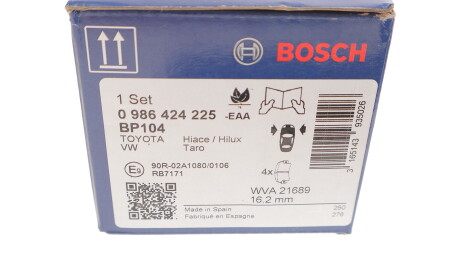 BOSCH
1 Set
0 986 424 225
BP104
TOYOTA Hiace / Hilux
VW Taro
-EAA
E9
90R-02A1080/0106
RB7171
4x
WVA 21689
16.2 mm
Made in Spain
Fabriqué en Espagne
280
276
3 165143 935026